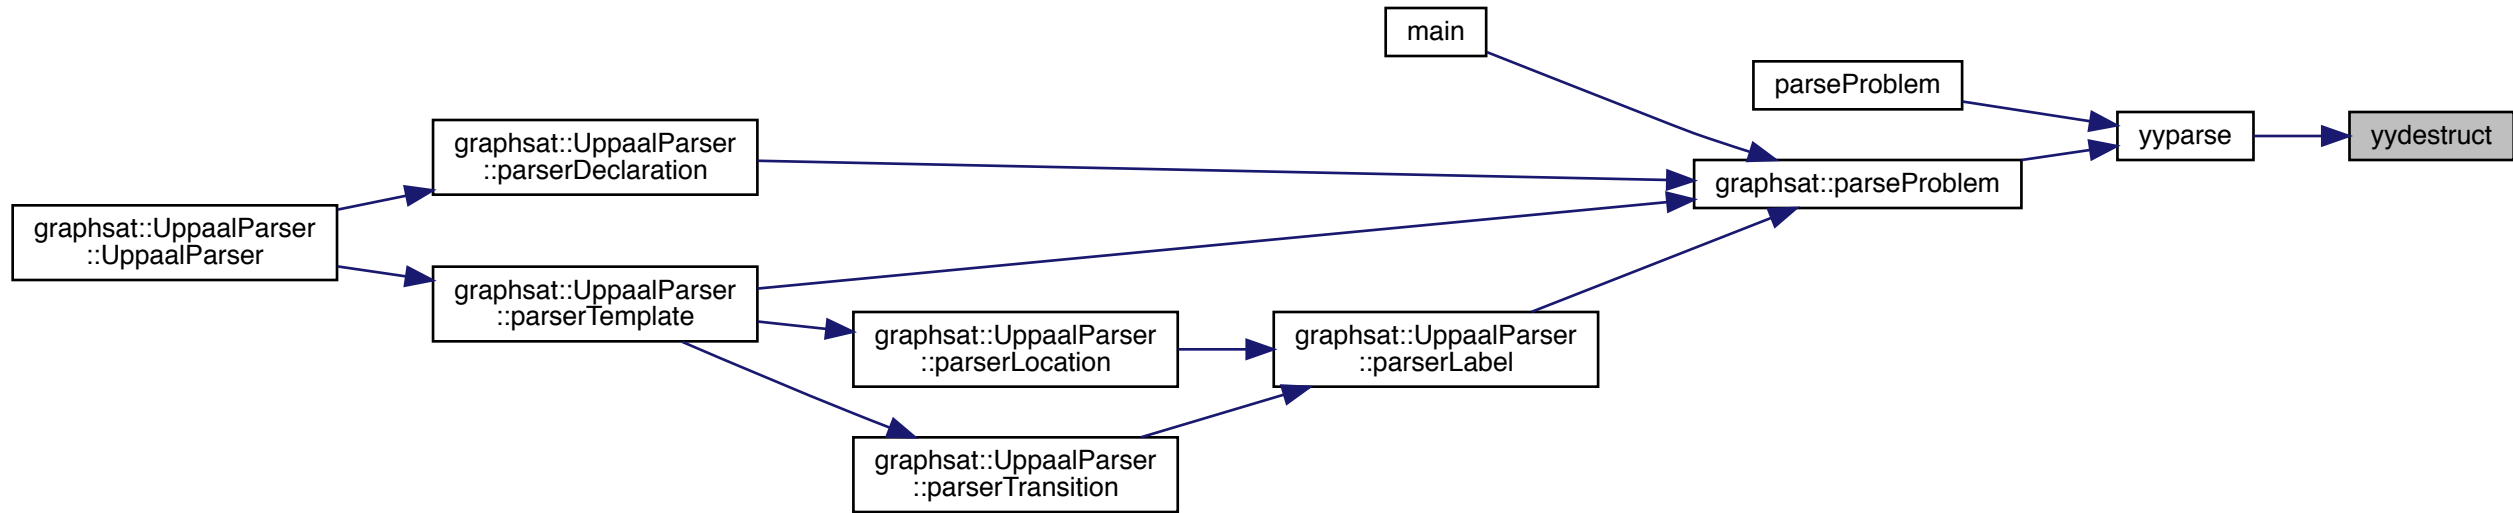 main
parseProblem
graphsat::UppaalParser
::parserDeclaration
yyparse
yydestruct
graphsat::parseProblem
graphsat::UppaalParser
::UppaalParser
graphsat::UppaalParser
::parserTemplate
graphsat::UppaalParser
::parserLocation
graphsat::UppaalParser
::parserLabel
graphsat::UppaalParser
::parserTransition